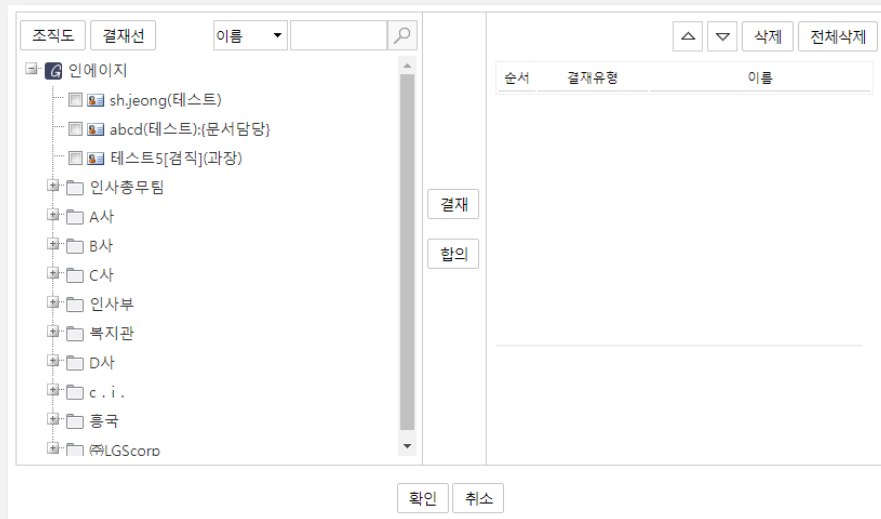 조직도 결재선 이름
삭제 전체삭제
인에이지
sh.jeong(테스트)
abcd(테스트):{문서담당}
테스트5[겸직](과장)
인사총무팀
A사
B사
C사
인사부
복지관
D사
c . i .
흥국
㈜LGScorp
결재
합의
순서 결재유형 이름
확인 취소